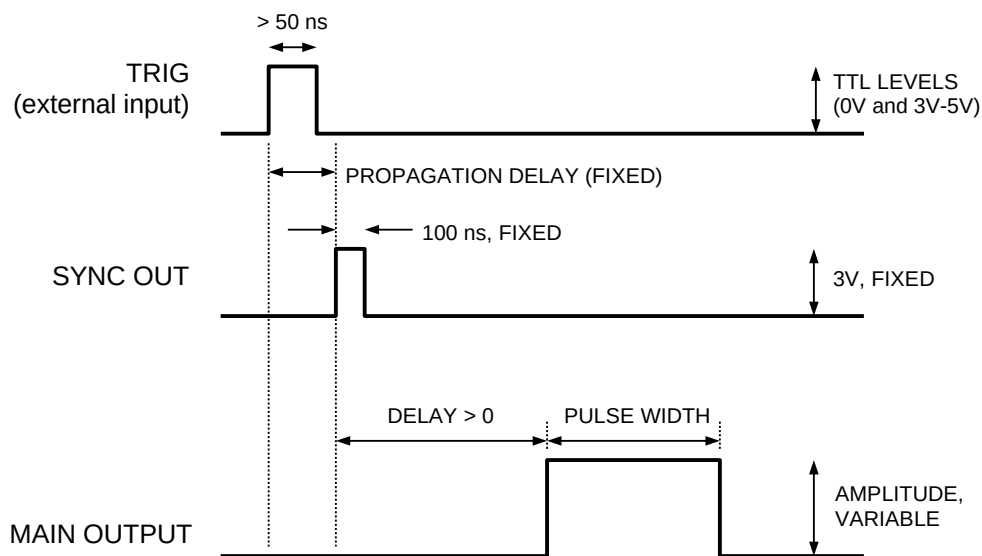 > 50 ns
TRIG
(external input)
TTL LEVELS
(0V and 3V-5V)
PROPAGATION DELAY (FIXED)
100 ns, FIXED
SYNC OUT
3V, FIXED
DELAY > 0
PULSE WIDTH
AMPLITUDE,
VARIABLE
MAIN OUTPUT